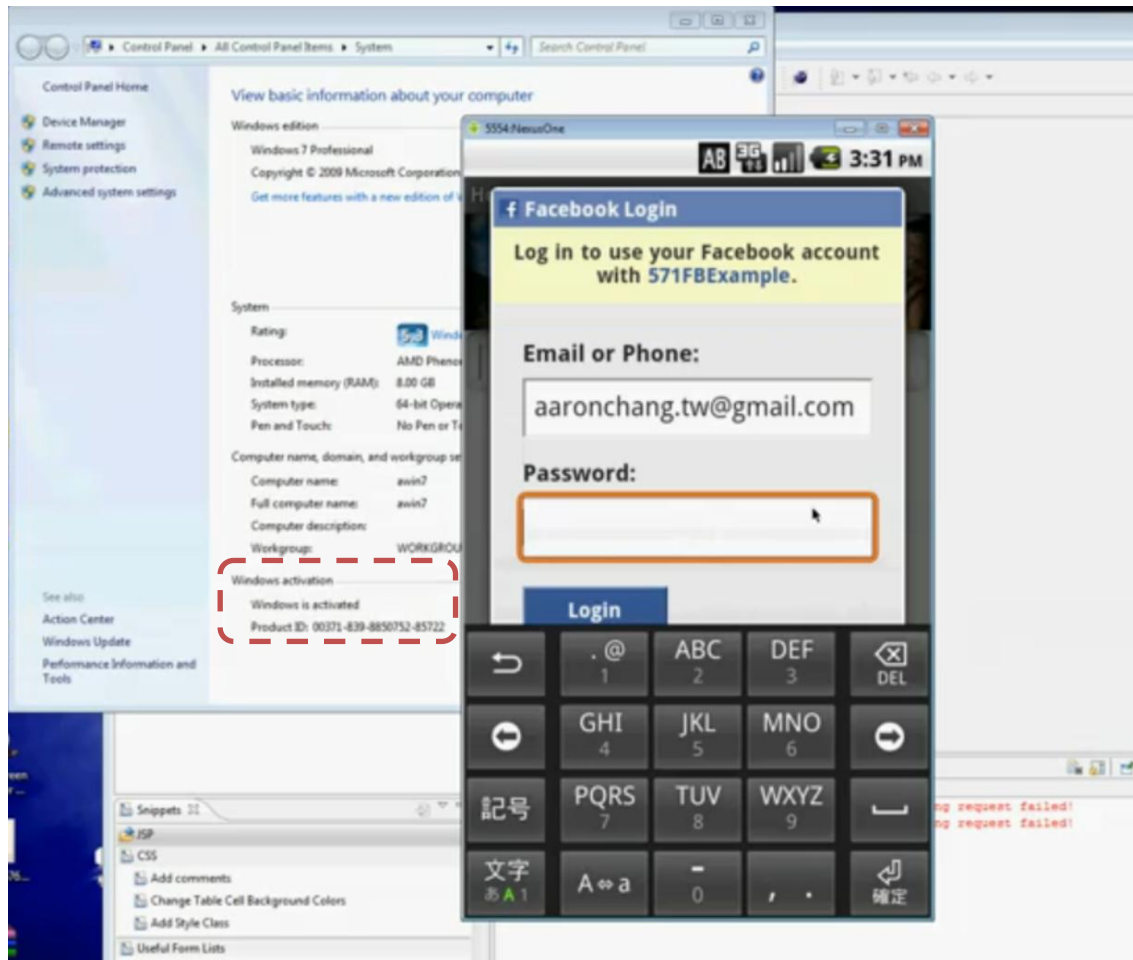 Control Panel ▸ All Control Panel Items ▸ System
Search Control Panel
Control Panel Home
Device Manager
Remote settings
System protection
Advanced system settings
See also
Action Center
Windows Update
Performance Information and
Tools
View basic information about your computer
Windows edition
Windows 7 Professional
Copyright © 2009 Microsoft Corporation
Get more features with a new edition of
System
Rating:
Processor: AMD
Installed memory (RAM): 8.00 GB
System type: 64-bit
Pen and Touch: No Pen or
Computer name, domain, and workgroup
Computer name: awin7
Full computer name: awin7
Computer description:
Workgroup:
Windows activation
Windows is activated
Product ID: 00371-839-8850752-85722
5554:NexusOne
AB 3G 3:31 PM
f Facebook Login
Log in to use your Facebook account
with 571FBExample.
Email or Phone:
aaronchang.tw@gmail.com
Password:
Login
. @ ABC DEF DEL
1 2 3
GHI JKL MNO
4 5 6
記号 PQRS TUV WXYZ
7 8 9
文字 A⇔a - , .
あA1 0 確定
Snippets
JSP
CSS
Add comments
Change Table Cell Background Colors
Add Style Class
Useful Form Lists
request failed!
request failed!